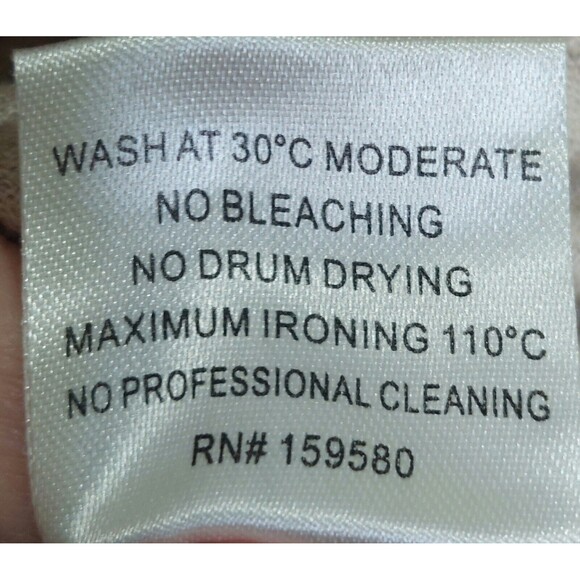 WASH AT 30°C MODERATE
NO BLEACHING
NO DRUM DRYING
MAXIMUM IRONING 110°C
NO PROFESSIONAL CLEANING
RN# 159580